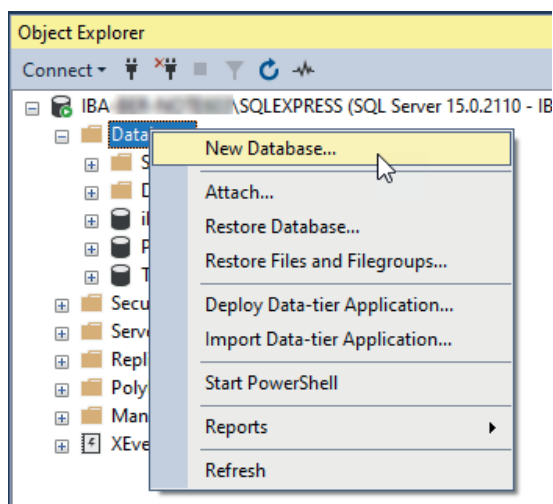 Object Explorer
Connect
IBA \SQLEXPRESS (SQL Server 15.0.2110 - IB
Data
New Database...
Attach...
Restore Database...
Restore Files and Filegroups...
Deploy Data-tier Application...
Import Data-tier Application...
Start PowerShell
Reports
Refresh
S
D
P
T
Secu
Serv
Repl
Poly
Man
XEve